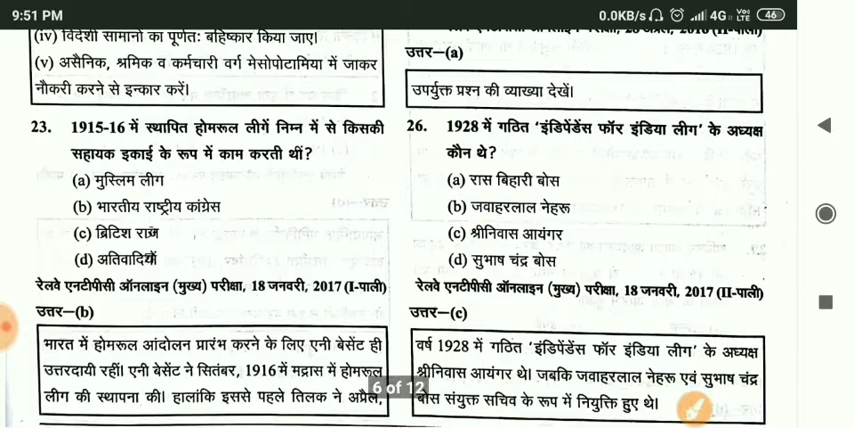 9:51 PM
0.0KB/s 4G VoLTE 46
(iv) विदेशी सामानों का पूर्णतः बहिष्कार किया जाए।
(v) असैनिक, श्रमिक व कर्मचारी वर्ग मेसोपोटामिया में जाकर
नौकरी करने से इन्कार करें।
23. 1915-16 में स्थापित होमरूल लीगें निम्न में से किसकी
सहायक इकाई के रूप में काम करती थीं?
(a) मुस्लिम लीग
(b) भारतीय राष्ट्रीय कांग्रेस
(c) ब्रिटिश राज
(d) अतिवादियों
रेलवे एनटीपीसी ऑनलाइन (मुख्य) परीक्षा, 18 जनवरी, 2017 (I-पाली)
उत्तर—(b)
भारत में होमरूल आंदोलन प्रारंभ करने के लिए एनी बेसेंट ही
उत्तरदायी रहीं। एनी बेसेंट ने सितंबर, 1916 में मद्रास में होमरूल
लीग की स्थापना की। हालांकि इससे पहले तिलक ने अप्रैल,
6 of 12
उत्तर—(a)
उपर्युक्त प्रश्न की व्याख्या देखें।
26. 1928 में गठित 'इंडिपेंडेंस फॉर इंडिया लीग' के अध्यक्ष
कौन थे?
(a) रास बिहारी बोस
(b) जवाहरलाल नेहरू
(c) श्रीनिवास आयंगर
(d) सुभाष चंद्र बोस
रेलवे एनटीपीसी ऑनलाइन (मुख्य) परीक्षा, 18 जनवरी, 2017 (II-पाली)
उत्तर—(c)
वर्ष 1928 में गठित 'इंडिपेंडेंस फॉर इंडिया लीग' के अध्यक्ष
श्रीनिवास आयंगर थे। जबकि जवाहरलाल नेहरू एवं सुभाष चंद्र
बोस संयुक्त सचिव के रूप में नियुक्ति हुए थे।